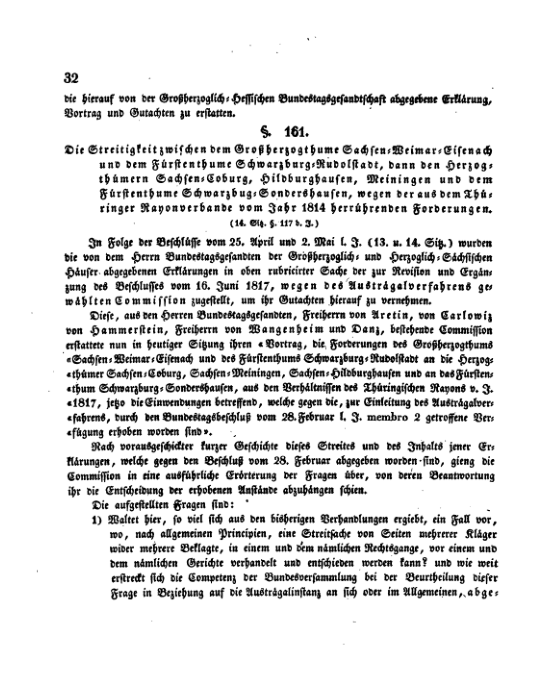 32
die hierauf von der Großherzoglich-Hessischen Bundestagsgesandtschaft abgegebene Erklärung,
Vortrag und Gutachten zu erstatten.
§. 161.
Die Streitigkeit zwischen dem Großherzogthume Sachsen-Weimar-Eisenach
und dem Fürstenthume Schwarzburg-Rudolstadt, dann den Herzog-
thümern Sachsen-Coburg, Hildburghausen, Meiningen und dem
Fürstenthume Schwarzbug-Sondershausen, wegen der aus dem Thü-
ringer Rayonverbande vom Jahr 1814 herrührenden Forderungen.
(14. Sitz. §. 117 d. J.)
In Folge der Beschlüsse vom 25. April und 2. Mai l. J. (13. u. 14. Sitz.) wurden
die von dem Herrn Bundestagsgesandten der Großherzoglich- und Herzoglich-Sächsischen
Häuser abgegebenen Erklärungen in oben rubricirter Sache der zur Revision und Ergän-
zung des Beschlusses vom 16. Juni 1817, wegen des Austrägalverfahrens ge-
wählten Commission zugestellt, um ihr Gutachten hierauf zu vernehmen.
Diese, aus den Herren Bundestagsgesandten, Freiherrn von Aretin, von Carlowitz
von Hammerstein, Freiherrn von Wangenheim und Danz, bestehende Commission
erstattete nun in heutiger Sitzung ihren «Vortrag, die Forderungen des Großherzogthums
«Sachsen-Weimar-Eisenach und des Fürstenthums Schwarzburg-Rudolstadt an die Herzog-
«thümer Sachsen-Coburg, Sachsen-Meiningen, Sachsen-Hildburghausen und an das Fürsten-
«thum Schwarzburg-Sondershausen, aus den Verhältnissen des Thüringischen Rayons v. J.
«1817, jetzo die Einwendungen betreffend, welche gegen die, zur Einleitung des Austrägalver-
«fahrens, durch den Bundestagsbeschluß vom 28. Februar l. J. membro 2 getroffene Ver-
«fügung erhoben worden sind».
Nach vorausgeschickter kurzer Geschichte dieses Streites und des Inhalts jener Er-
klärungen, welche gegen den Beschluß vom 28. Februar abgegeben worden sind, gieng die
Commission in eine ausführliche Erörterung der Fragen über, von deren Beantwortung
ihr die Entscheidung der erhobenen Anstände abzuhängen schien.
Die aufgestellten Fragen sind:
1) Waltet hier, so viel sich aus den bisherigen Verhandlungen ergiebt, ein Fall vor,
wo, nach allgemeinen Principien, eine Streitsache von Seiten mehrerer Kläger
wider mehrere Beklagte, in einem und dem nämlichen Rechtsgange, vor einem und
dem nämlichen Gerichte verhandelt und entschieden werden kann? und wie weit
erstreckt sich die Competenz der Bundesversammlung bei der Beurtheilung dieser
Frage in Beziehung auf die Austrägalinstanz an sich oder im Allgemeinen, abge-